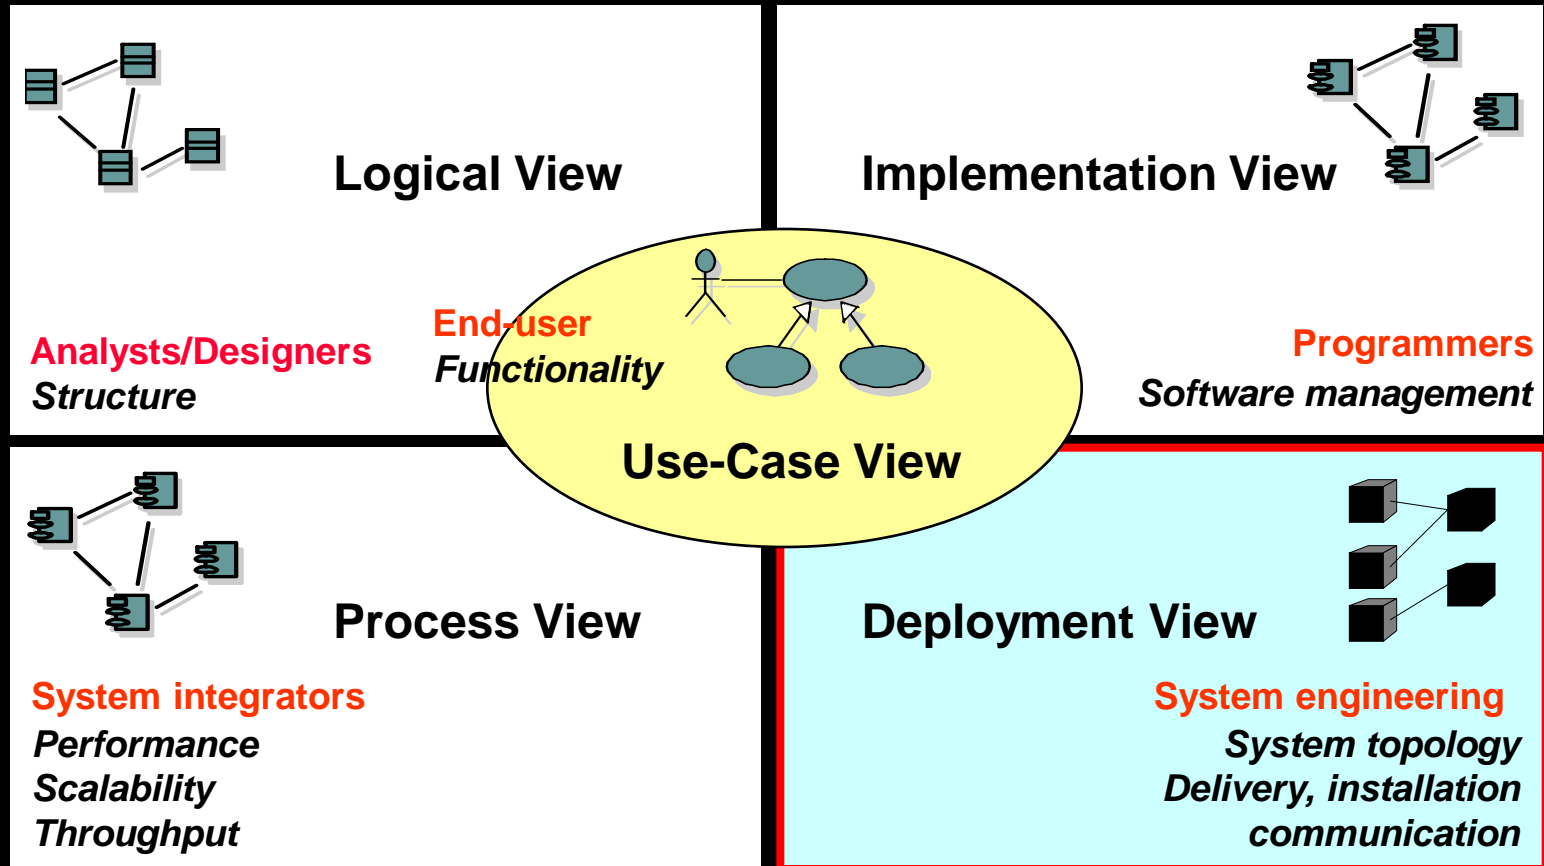 Logical View
Analysts/Designers
Structure
Implementation View
Programmers
Software management
End-user
Functionality
Use-Case View
Process View
System integrators
Performance
Scalability
Throughput
Deployment View
System engineering
System topology
Delivery, installation
communication